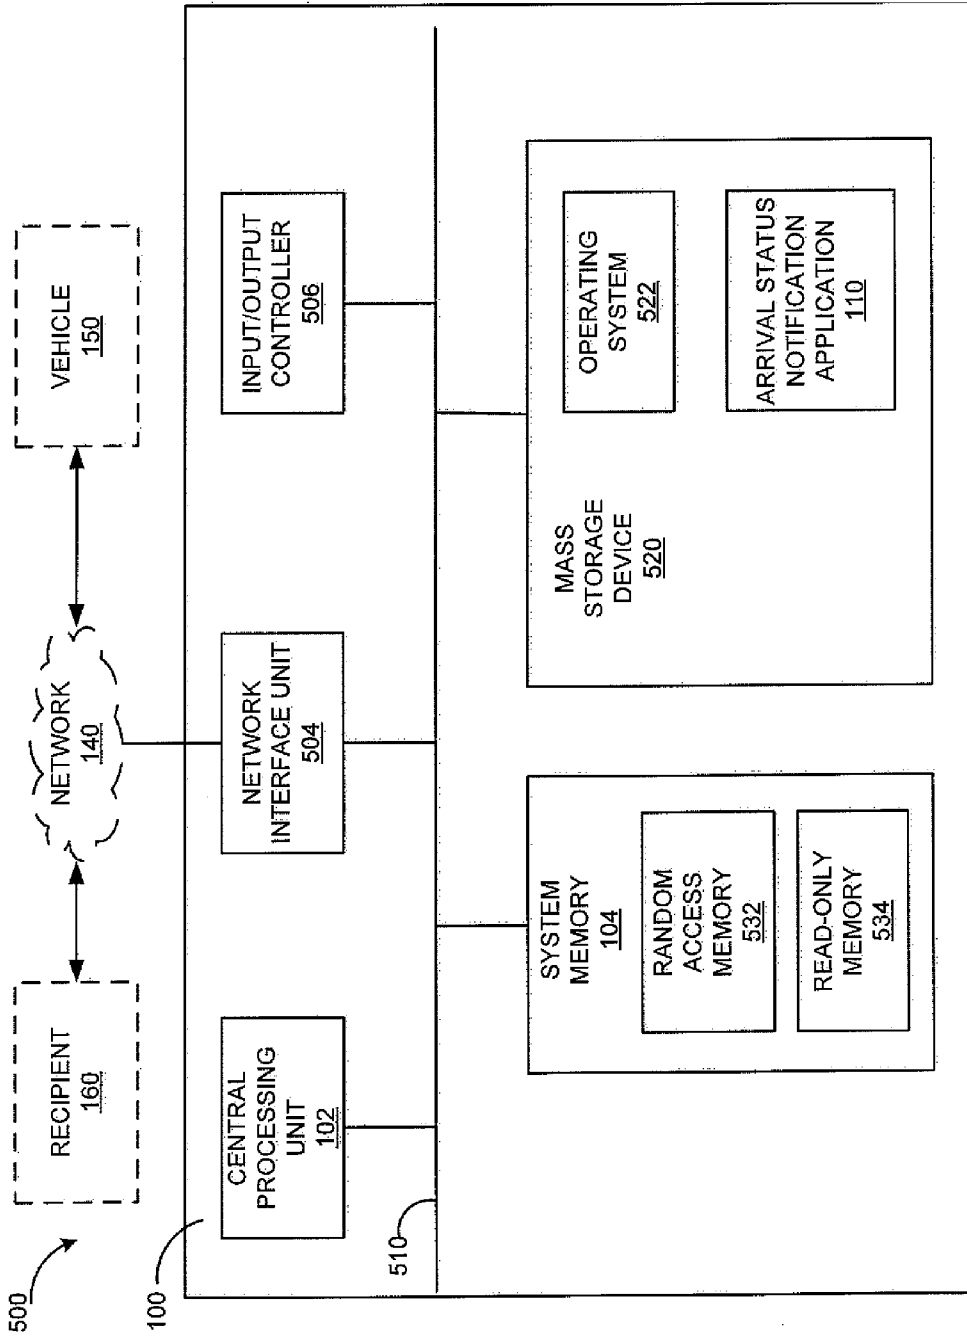 500
RECIPIENT
160
NETWORK
140
VEHICLE
150
100
CENTRAL
PROCESSING
UNIT
102
NETWORK
INTERFACE UNIT
504
INPUT/OUTPUT
CONTROLLER
506
510
SYSTEM
MEMORY
104
RANDOM
ACCESS
MEMORY
532
READ-ONLY
MEMORY
534
MASS
STORAGE
DEVICE
520
OPERATING
SYSTEM
522
ARRIVAL STATUS
NOTIFICATION
APPLICATION
110